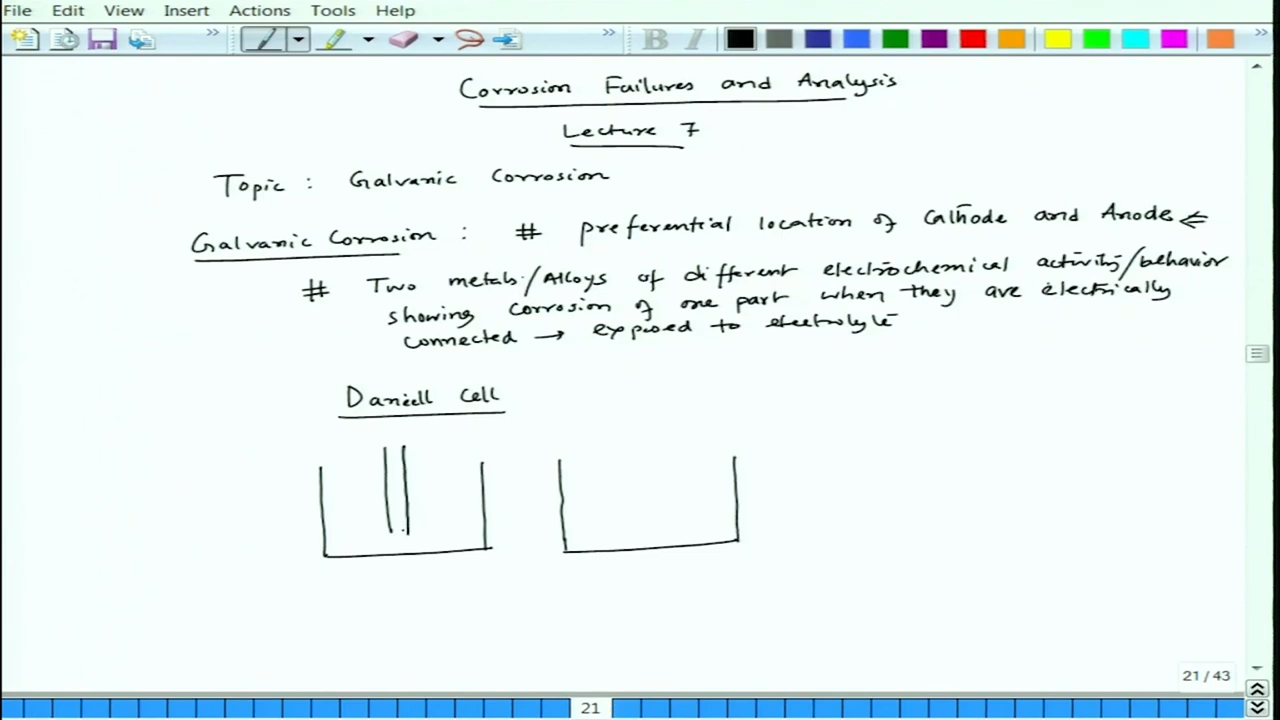 File Edit View Insert Actions Tools Help
B I
Corrosion Failures and Analysis
Lecture 7
Topic : Galvanic Corrosion
Galvanic Corrosion : # preferential location of Cathode and Anode ⇐
# Two metals/Alloys of different electrochemical activity/behavior
showing corrosion of one part when they are electrically
connected → exposed to electrolyte
Daniell Cell
21 / 43
21